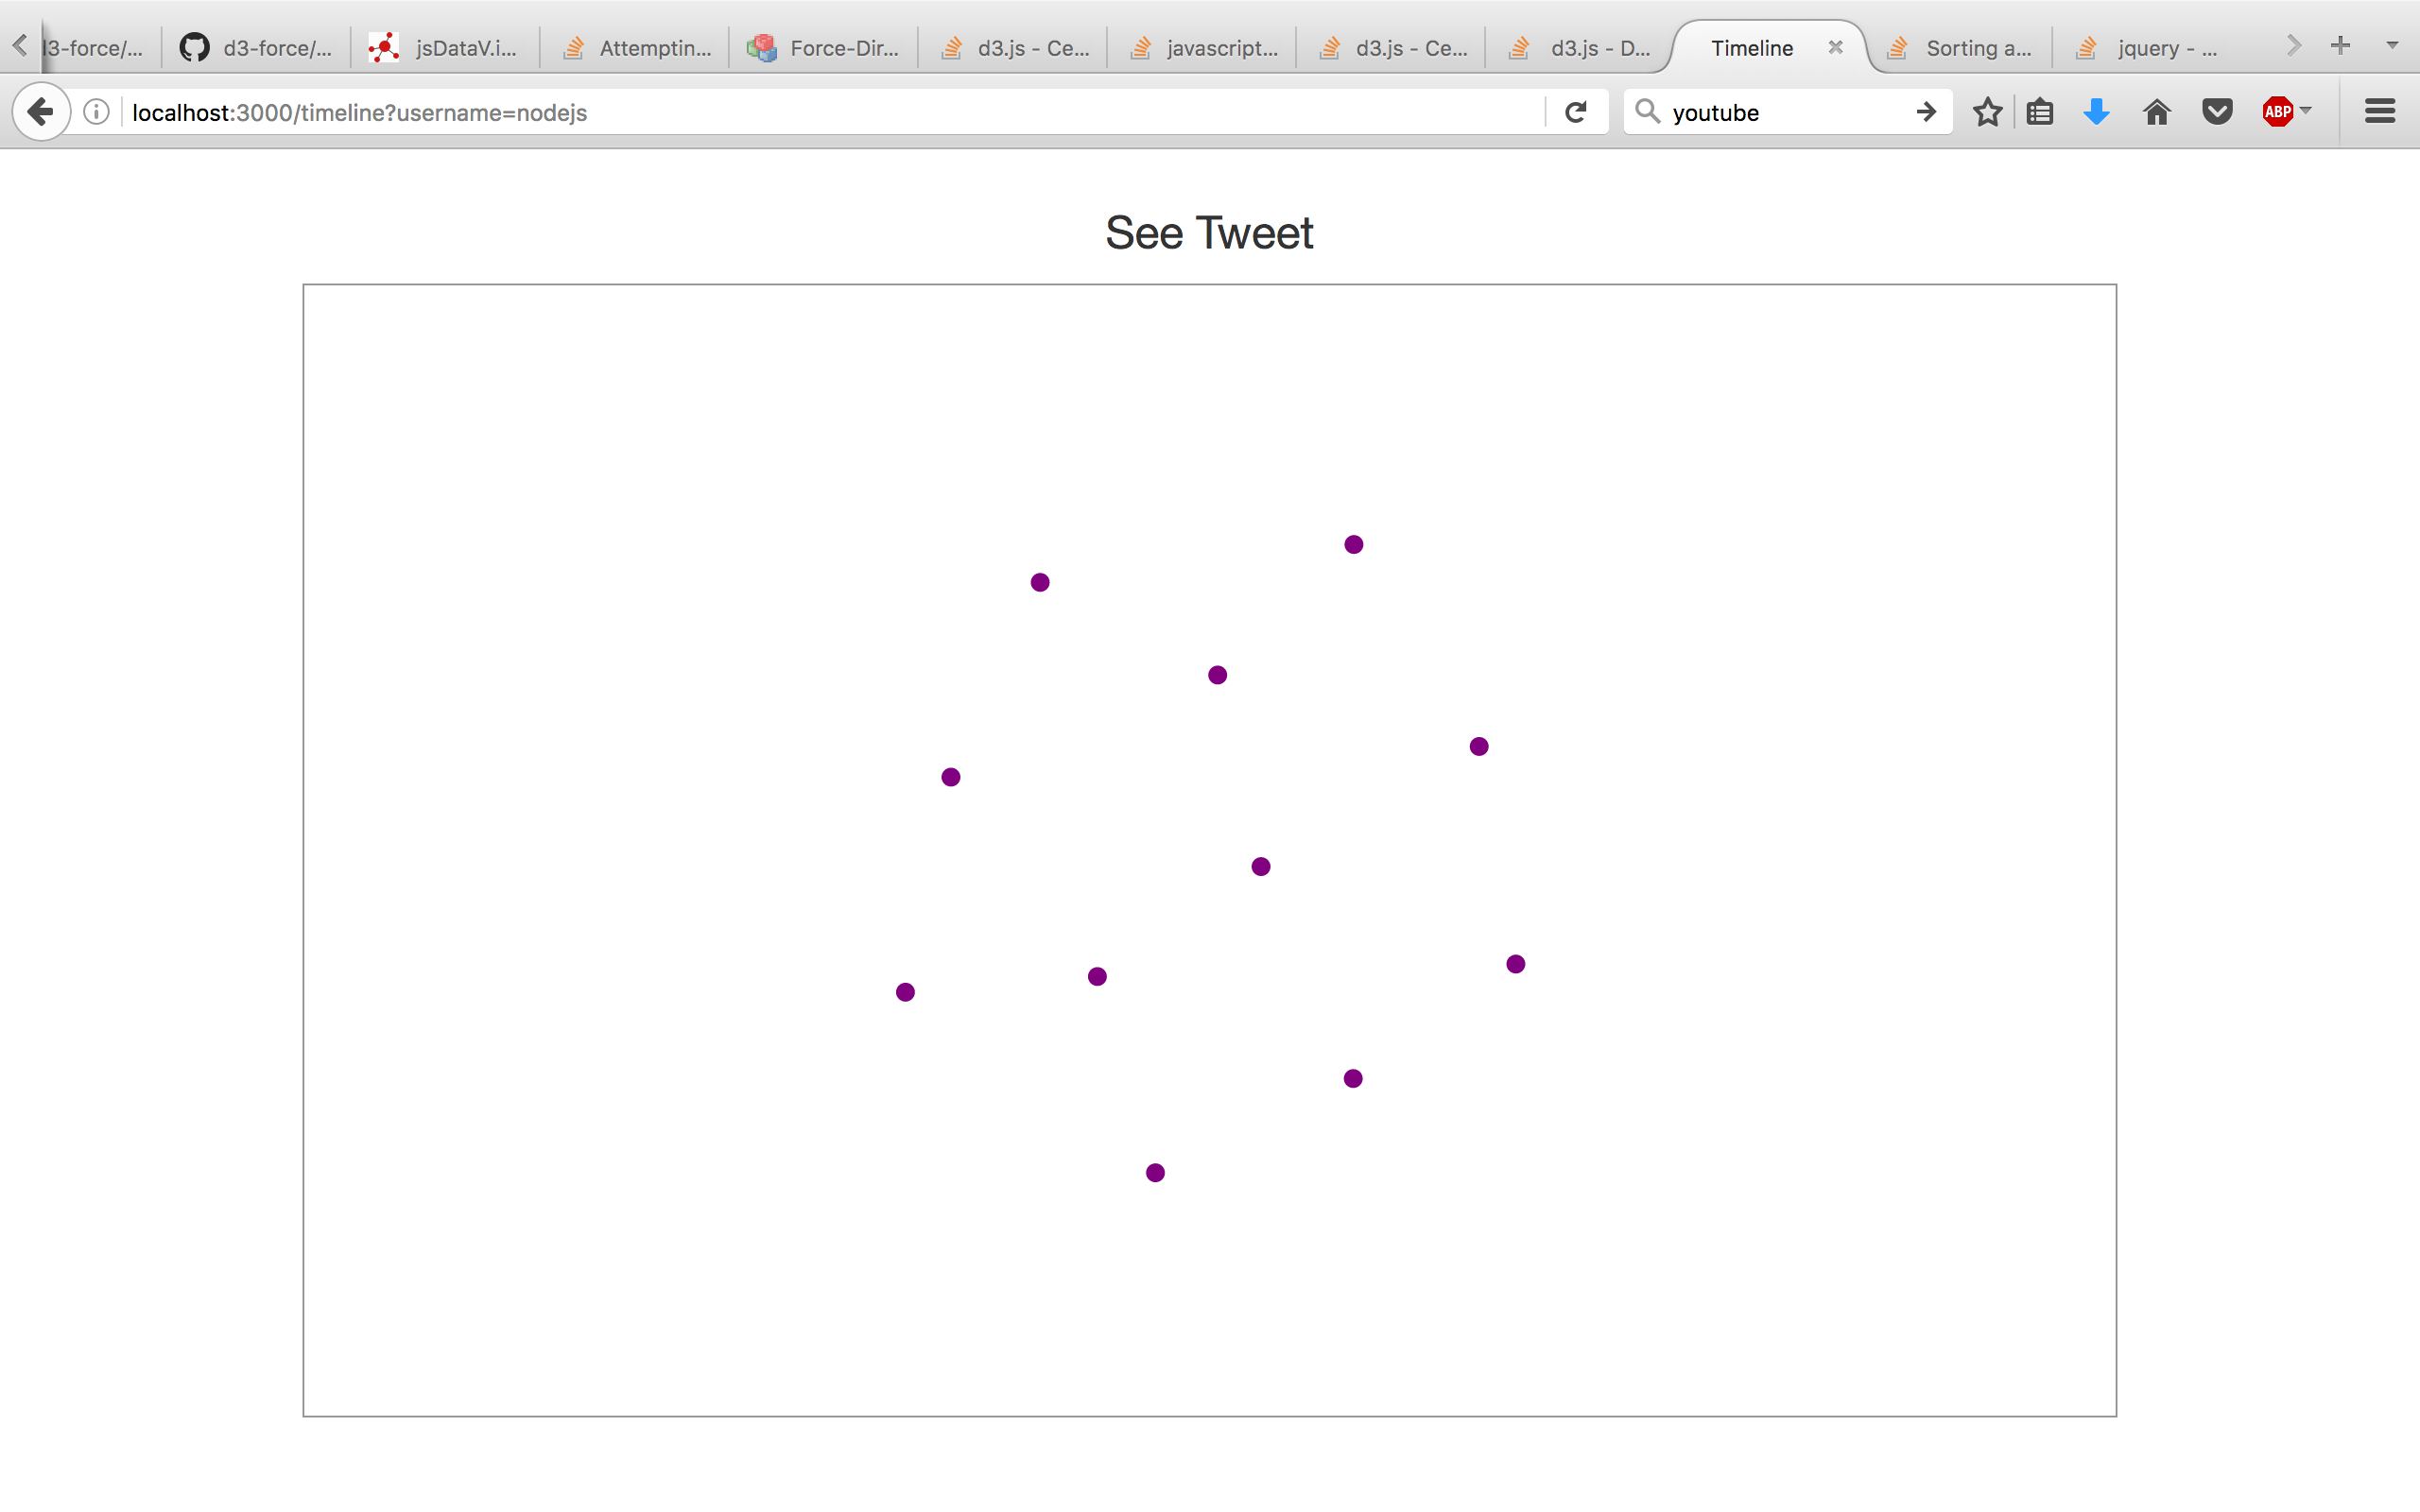 l3-force/...
d3-force/...
jsDataV.i...
Attemptin...
Force-Dir...
d3.js - Ce...
javascript...
d3.js - Ce...
d3.js - D...
Timeline
Sorting a...
jquery - ...
localhost:3000/timeline?username=nodejs
youtube
ABP
See Tweet